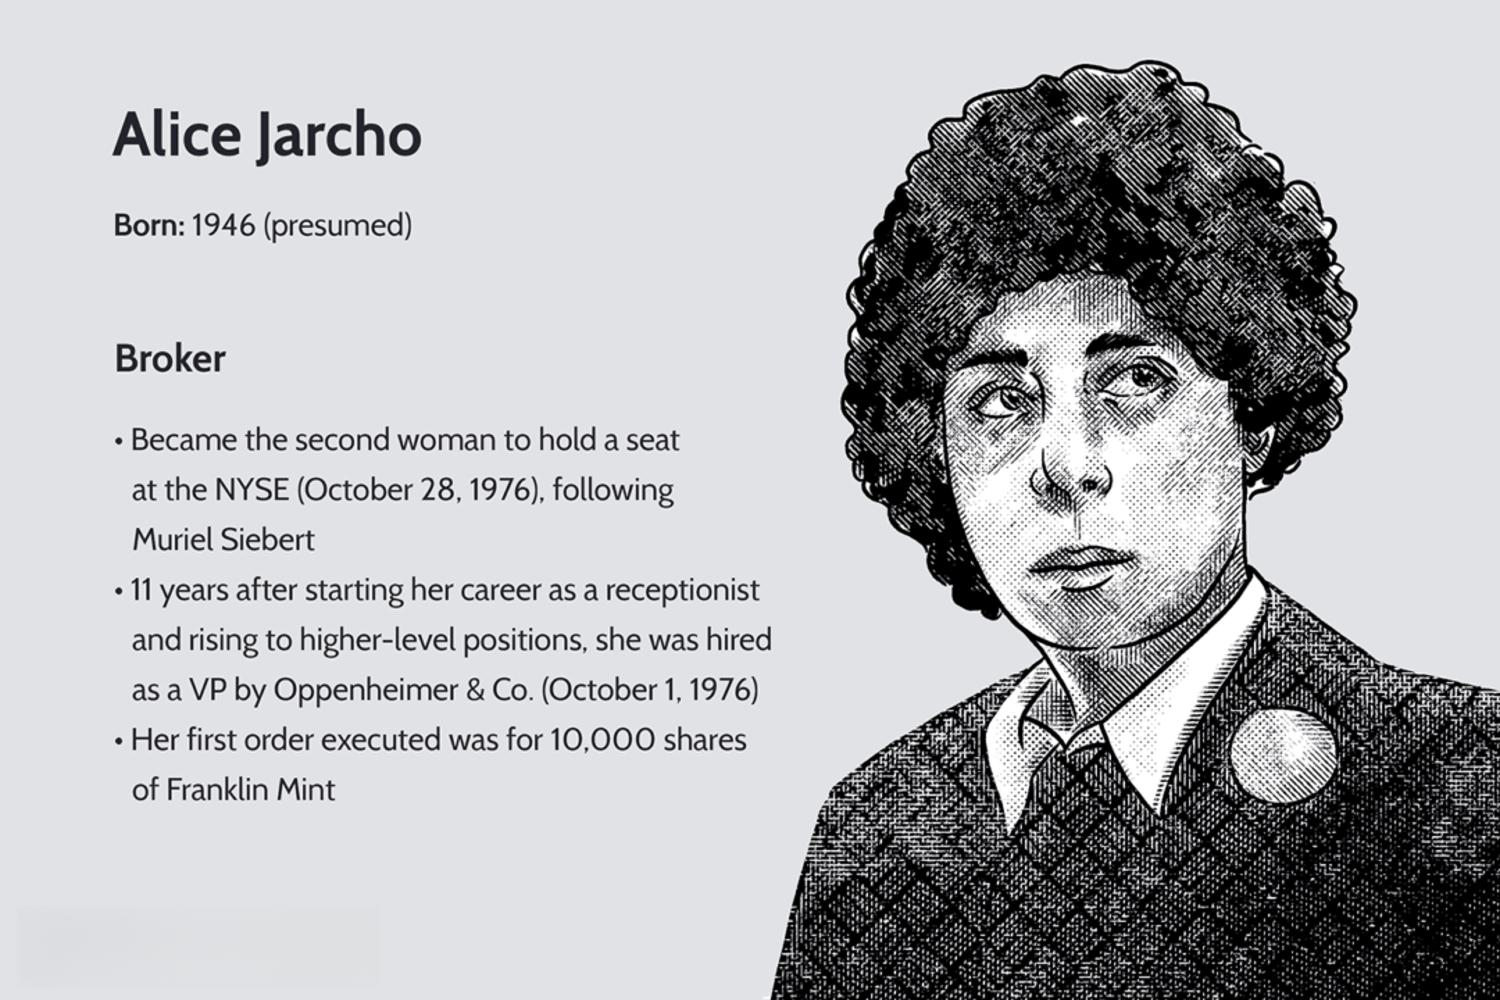 Alice Jarcho
Born: 1946 (presumed)
Broker
• Became the second woman to hold a seat
at the NYSE (October 28, 1976), following
Muriel Siebert
• 11 years after starting her career as a receptionist
and rising to higher-level positions, she was hired
as a VP by Oppenheimer & Co. (October 1, 1976)
• Her first order executed was for 10,000 shares
of Franklin Mint